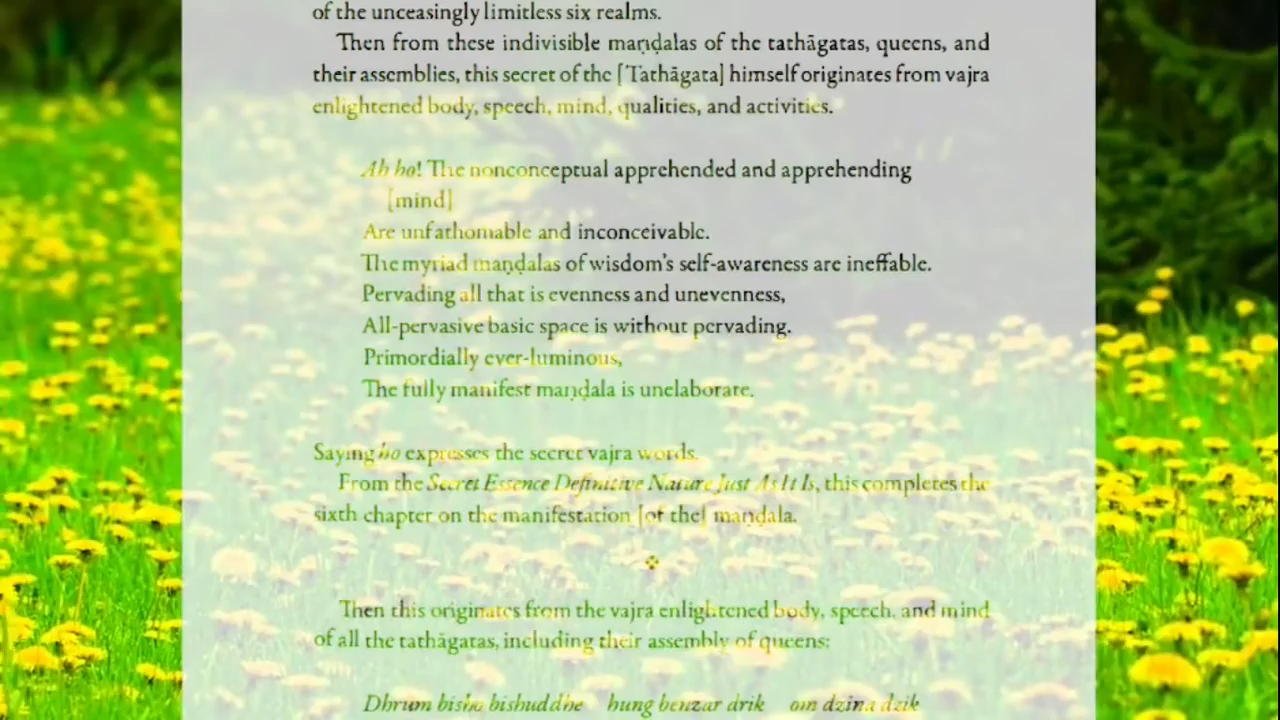 of the unceasingly limitless six realms.
Then from these indivisible maṇḍalas of the tathāgatas, queens, and
their assemblies, this secret of the [Tathāgata] himself originates from vajra
enlightened body, speech, mind, qualities, and activities.
Ah ho! The nonconceptual apprehended and apprehending
[mind]
Are unfathomable and inconceivable.
The myriad maṇḍalas of wisdom's self-awareness are ineffable.
Pervading all that is evenness and unevenness,
All-pervasive basic space is without pervading.
Primordially ever-luminous,
The fully manifest maṇḍala is unelaborate.
Saying ho expresses the secret vajra words.
From the Secret Essence Definitive Nature Just As It Is, this completes the
sixth chapter on the manifestation [of the] maṇḍala.
Then this originates from the vajra enlightened body, speech, and mind
of all the tathāgatas, including their assembly of queens:
Dhrum bisho bishuddhe hung benzar drik om dzina dzik